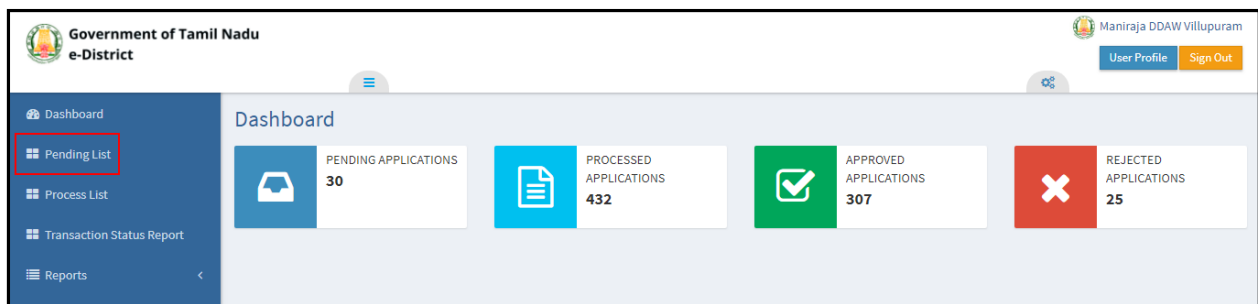 Government of Tamil Nadu
e-District
Maniraja DDAW Villupuram
User Profile
Sign Out
Dashboard
Pending List
Process List
Transaction Status Report
Reports
Dashboard
PENDING APPLICATIONS
30
PROCESSED
APPLICATIONS
432
APPROVED
APPLICATIONS
307
REJECTED
APPLICATIONS
25